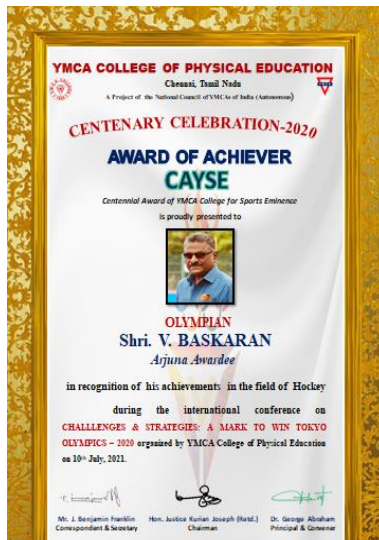 YMCA COLLEGE OF PHYSICAL EDUCATION
Chennai, Tamil Nadu
A Project of the National Council of YMCAs of India (Autonomous)
CENTENARY CELEBRATION-2020
AWARD OF ACHIEVER
CAYSE
Centennial Award of YMCA College for Sports Eminence
is proudly presented to
OLYMPIAN
Shri. V. BASKARAN
Arjuna Awardee
in recognition of his achievements in the field of Hockey
during the international conference on
CHALLLENGES & STRATEGIES: A MARK TO WIN TOKYO
OLYMPICS – 2020 organized by YMCA College of Physical Education
on 10th July, 2021.
Mr. J. Benjamin Franklin Hon. Justice Kurian Joseph (Retd.) Dr. George Abraham
Correspondent & Secretary Chairman Principal & Convener